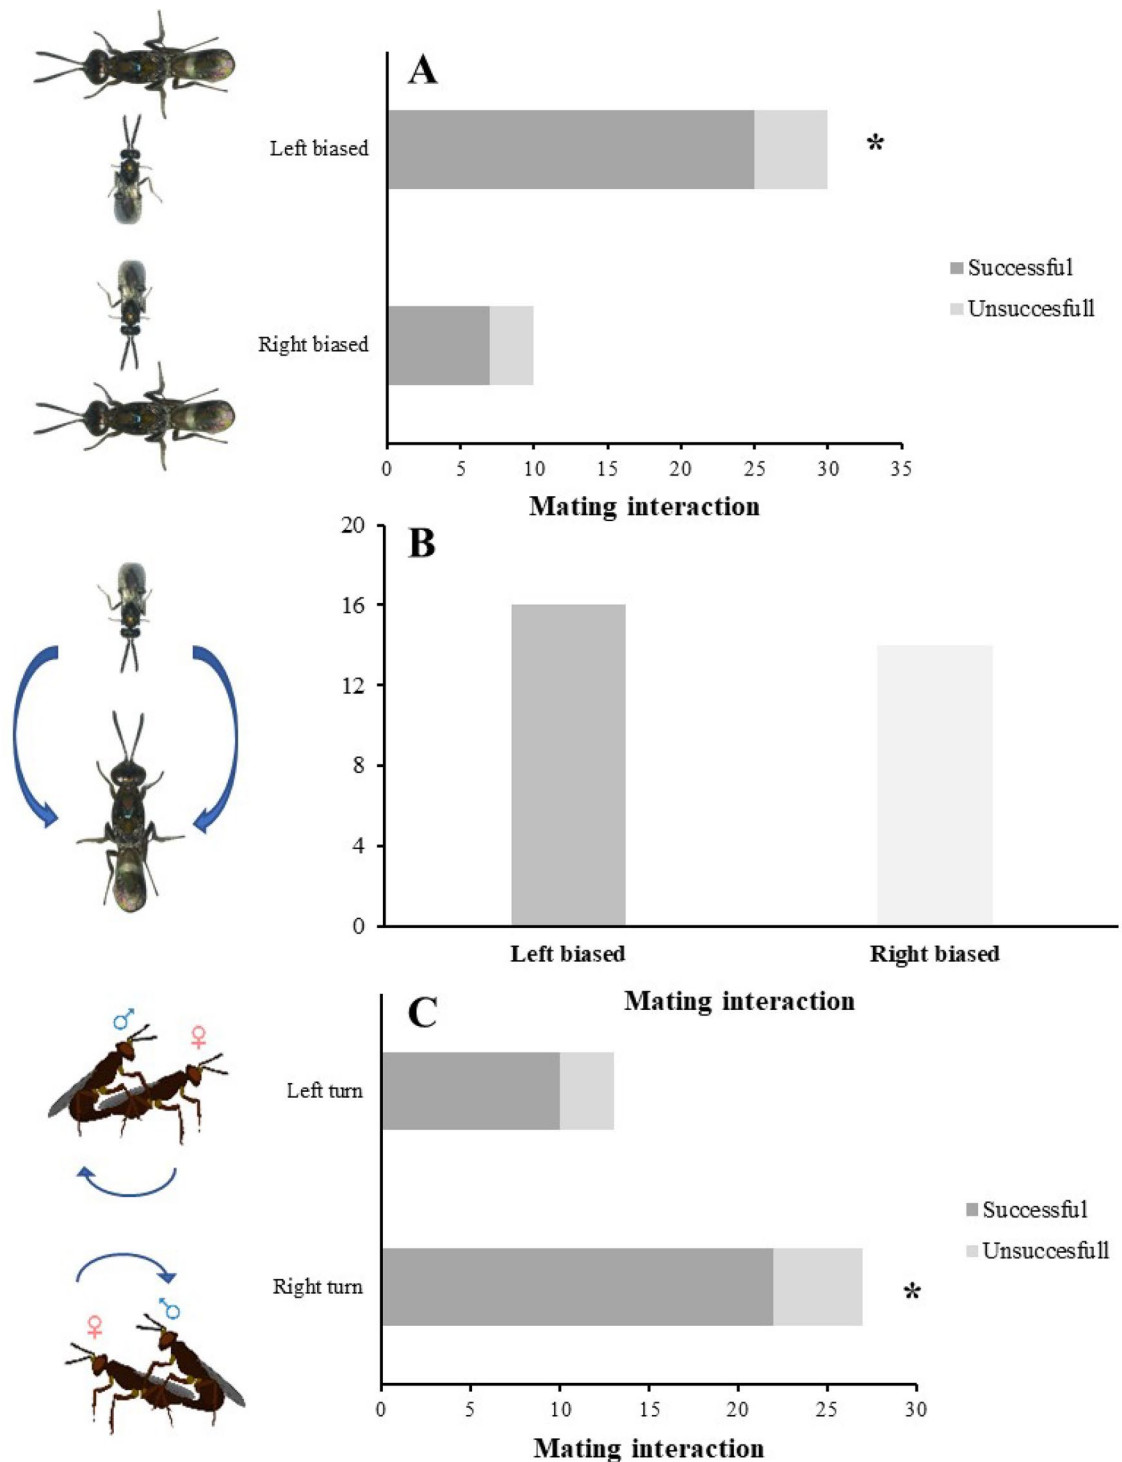 A
Left biased
*
Right biased
Successful
Unsuccesfull
0 5 10 15 20 25 30 35
Mating interaction
B
20
16
12
8
4
0
Left biased Right biased
Mating interaction
C
♂ ♀
Left turn
Successful
Unsuccesfull
Right turn
*
♀ ♂
0 5 10 15 20 25 30
Mating interaction